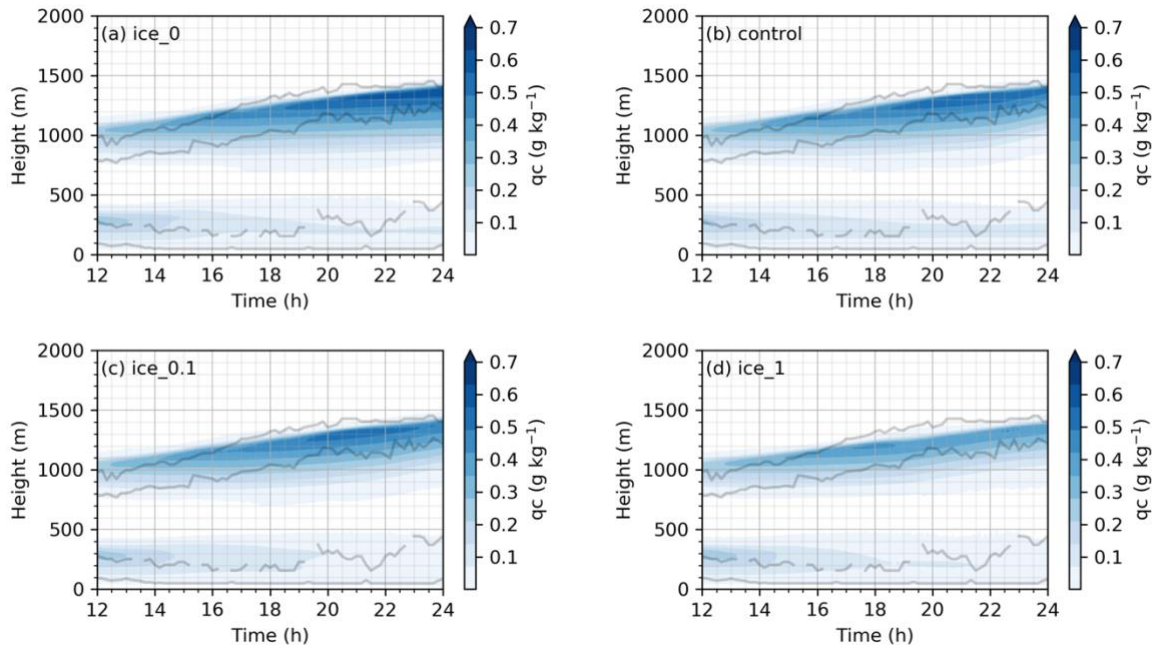 2000
(a) ice_0
1500
1000
500
0
Height (m)
12 14 16 18 20 22 24
Time (h)
0.7
0.6
0.5
0.4
0.3
0.2
0.1
qc (g kg⁻¹)
2000
(b) control
1500
1000
500
0
Height (m)
12 14 16 18 20 22 24
Time (h)
0.7
0.6
0.5
0.4
0.3
0.2
0.1
qc (g kg⁻¹)
2000
(c) ice_0.1
1500
1000
500
0
Height (m)
12 14 16 18 20 22 24
Time (h)
0.7
0.6
0.5
0.4
0.3
0.2
0.1
qc (g kg⁻¹)
2000
(d) ice_1
1500
1000
500
0
Height (m)
12 14 16 18 20 22 24
Time (h)
0.7
0.6
0.5
0.4
0.3
0.2
0.1
qc (g kg⁻¹)